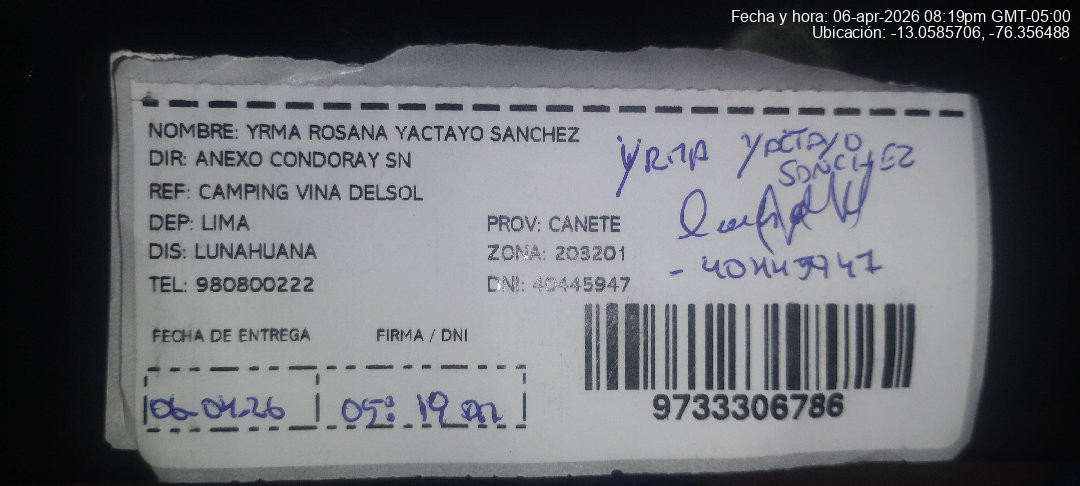 Fecha y hora: 06-apr-2026 08:19pm GMT-05:00
Ubicación: -13.0585706, -76.356488
NOMBRE: YRMA ROSANA YACTAYO SANCHEZ
DIR: ANEXO CONDORAY SN
REF: CAMPING VINA DELSOL
DEP: LIMA
PROV: CANETE
DIS: LUNAHUANA
ZONA: 203201
TEL: 980800222
DNI: 40445947
YRMA YACTAYO
SANCHEZ
- 40445947
FECHA DE ENTREGA
FIRMA / DNI
06-04-26
05: 19
9733306786